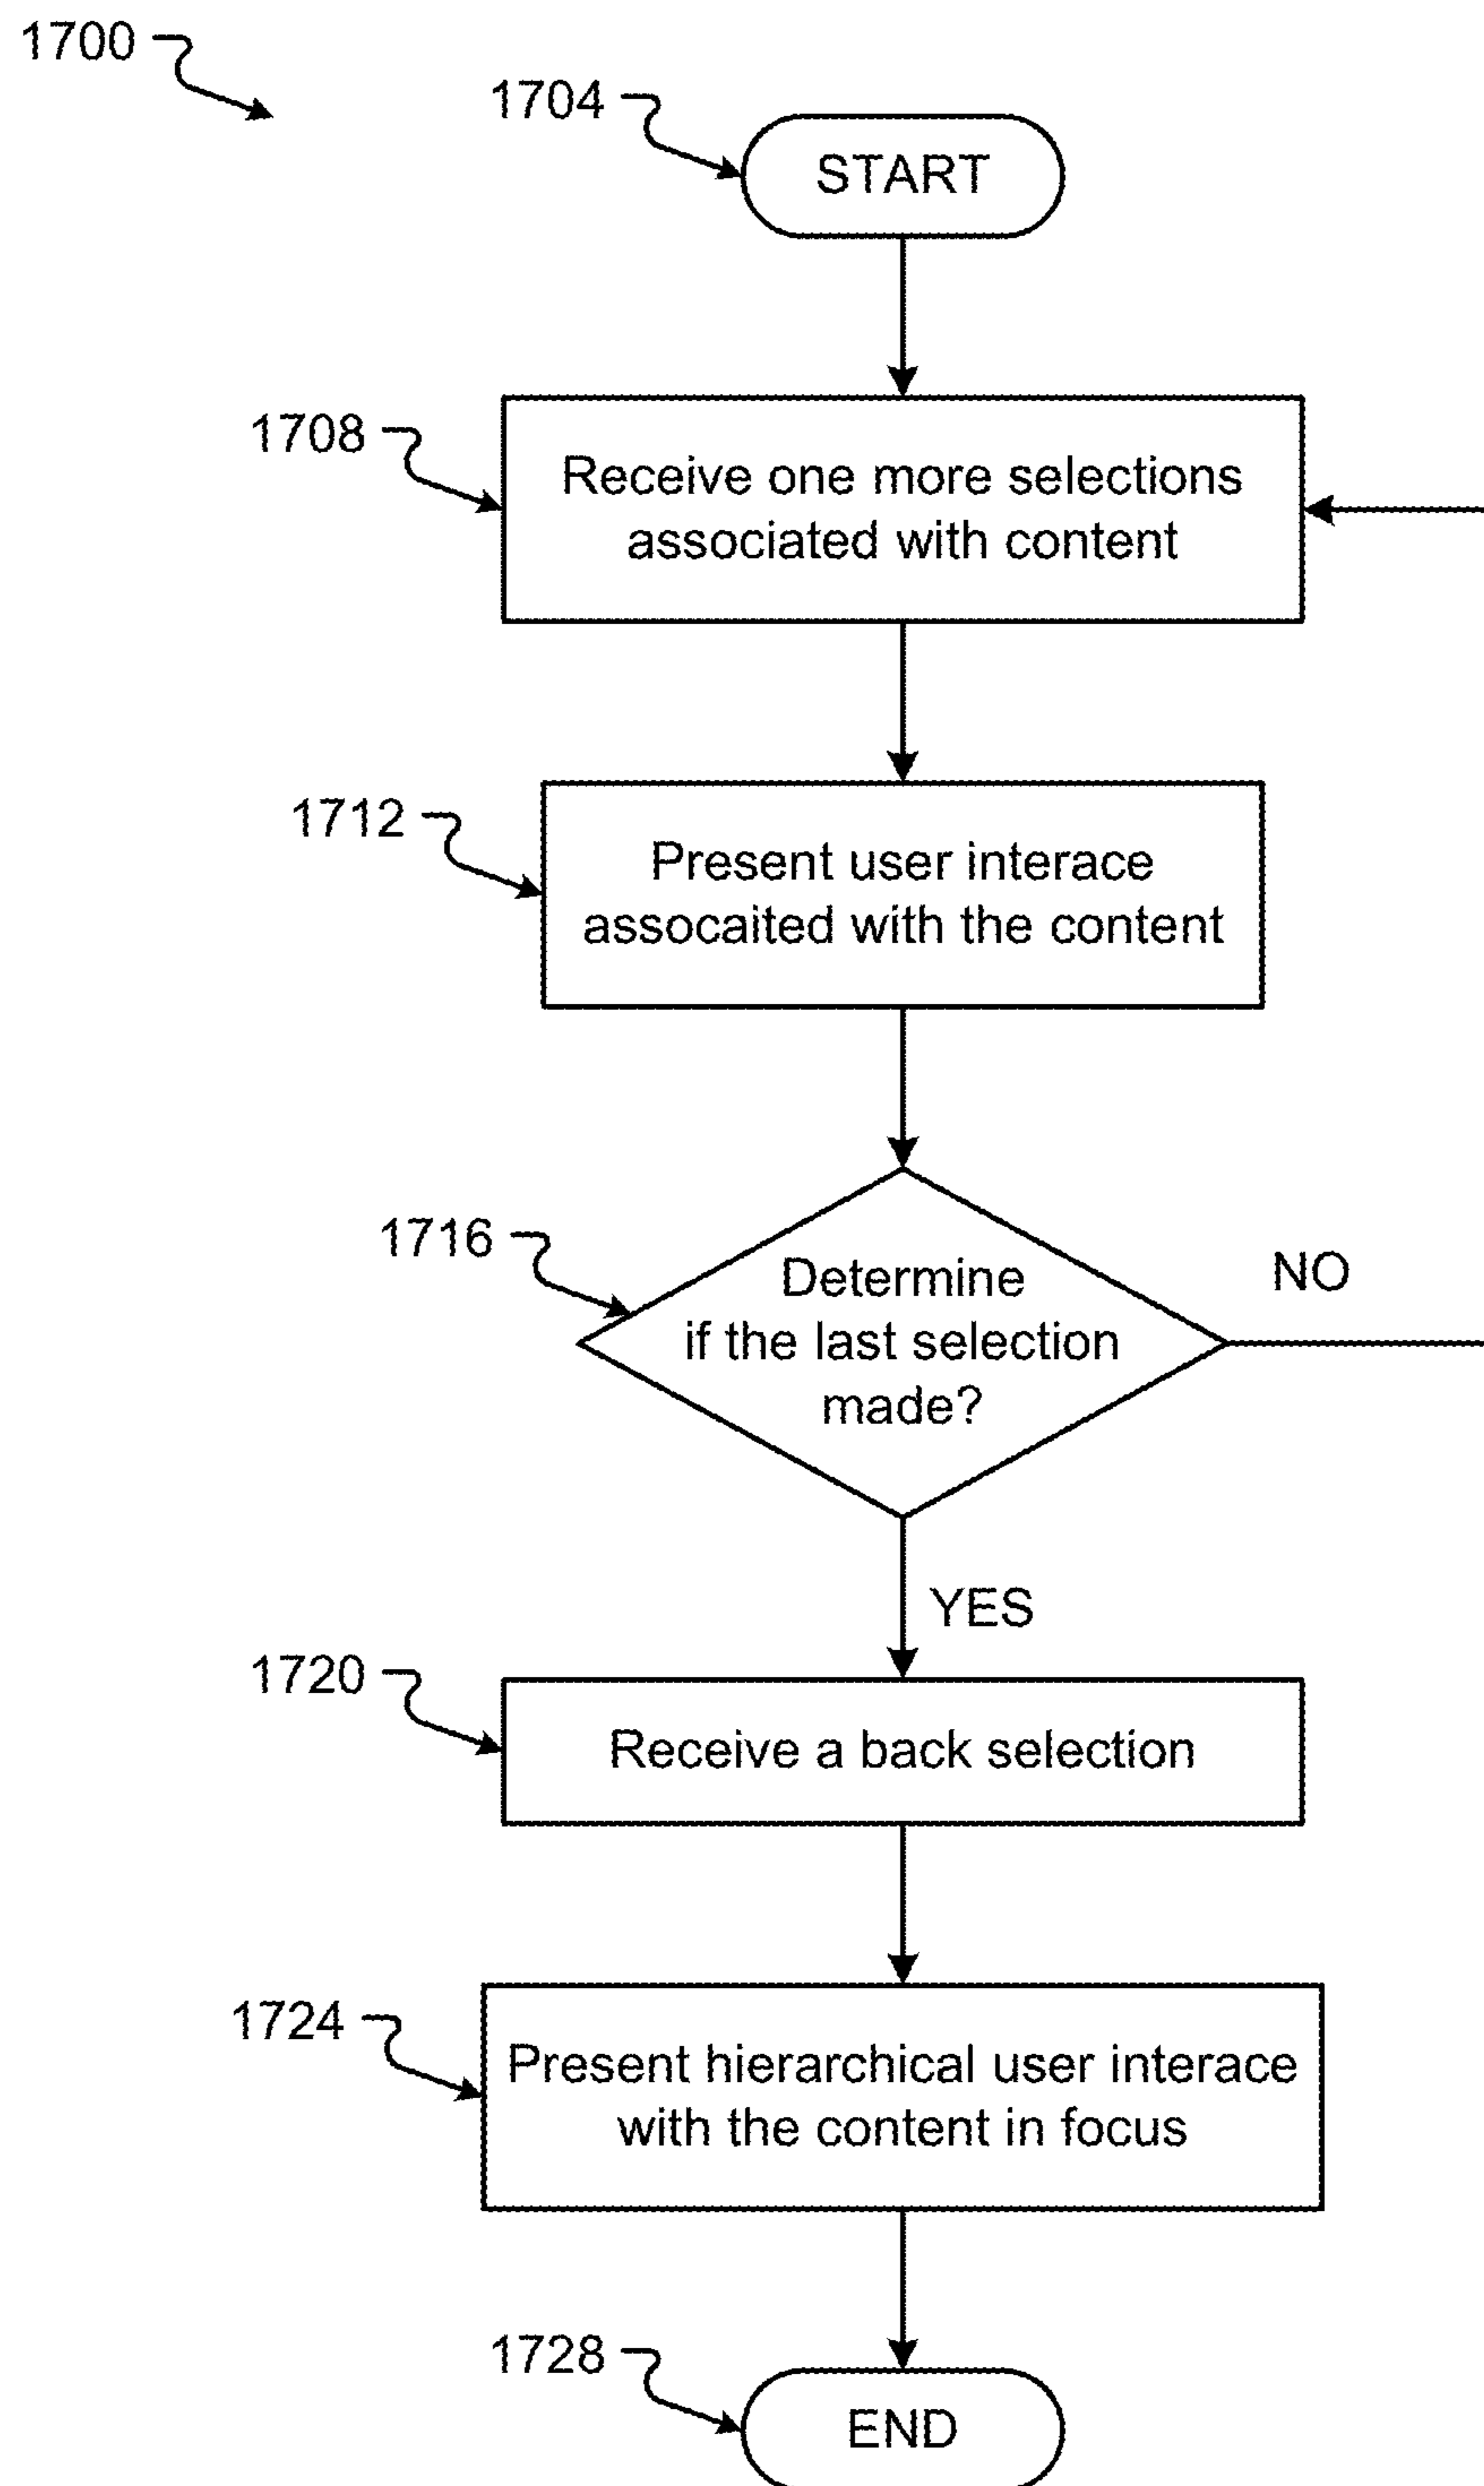 1700
1704
START
1708
Receive one more selections
associated with content
1712
Present user interace
assocaited with the content
1716
Determine
if the last selection
made?
NO
YES
1720
Receive a back selection
1724
Present hierarchical user interace
with the content in focus
1728
END